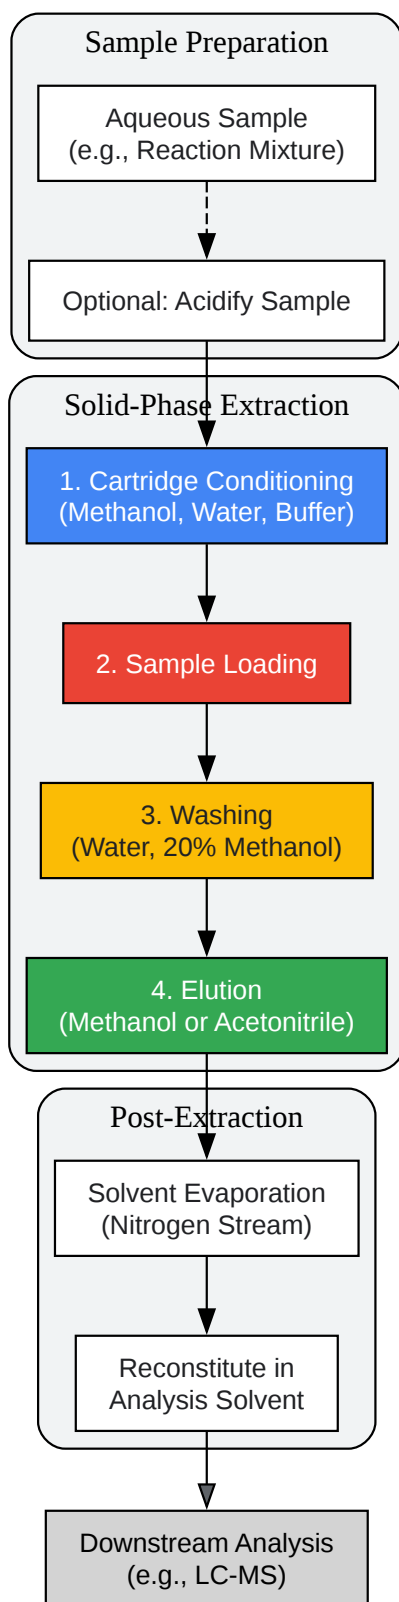 Sample Preparation
Aqueous Sample
(e.g., Reaction Mixture)
Optional: Acidify Sample
Solid-Phase Extraction
1. Cartridge Conditioning
(Methanol, Water, Buffer)
2. Sample Loading
3. Washing
(Water, 20% Methanol)
4. Elution
(Methanol or Acetonitrile)
Post-Extraction
Solvent Evaporation
(Nitrogen Stream)
Reconstitute in
Analysis Solvent
Downstream Analysis
(e.g., LC-MS)